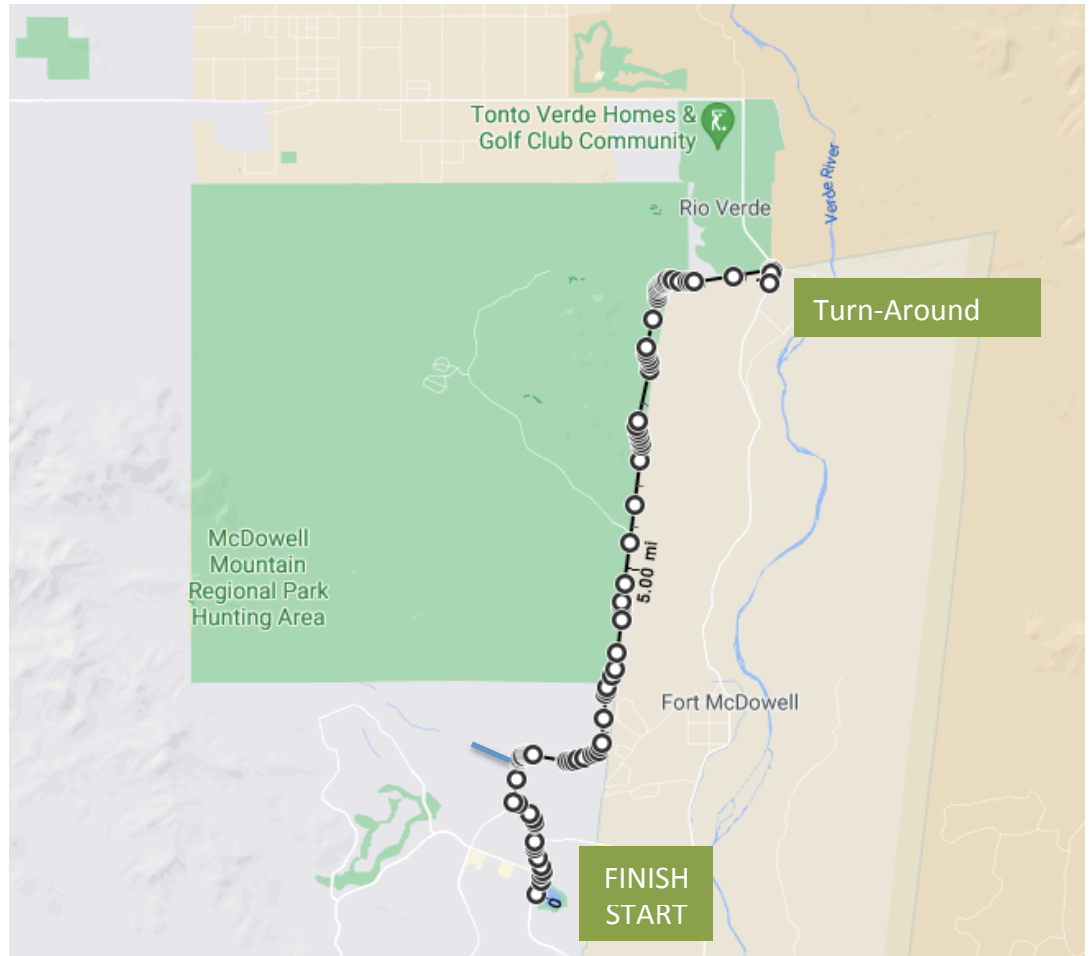 Tonto Verde Homes &
Golf Club Community
Rio Verde
Verde River
Turn-Around
5.00 mi
McDowell
Mountain
Regional Park
Hunting Area
Fort McDowell
0
FINISH
START